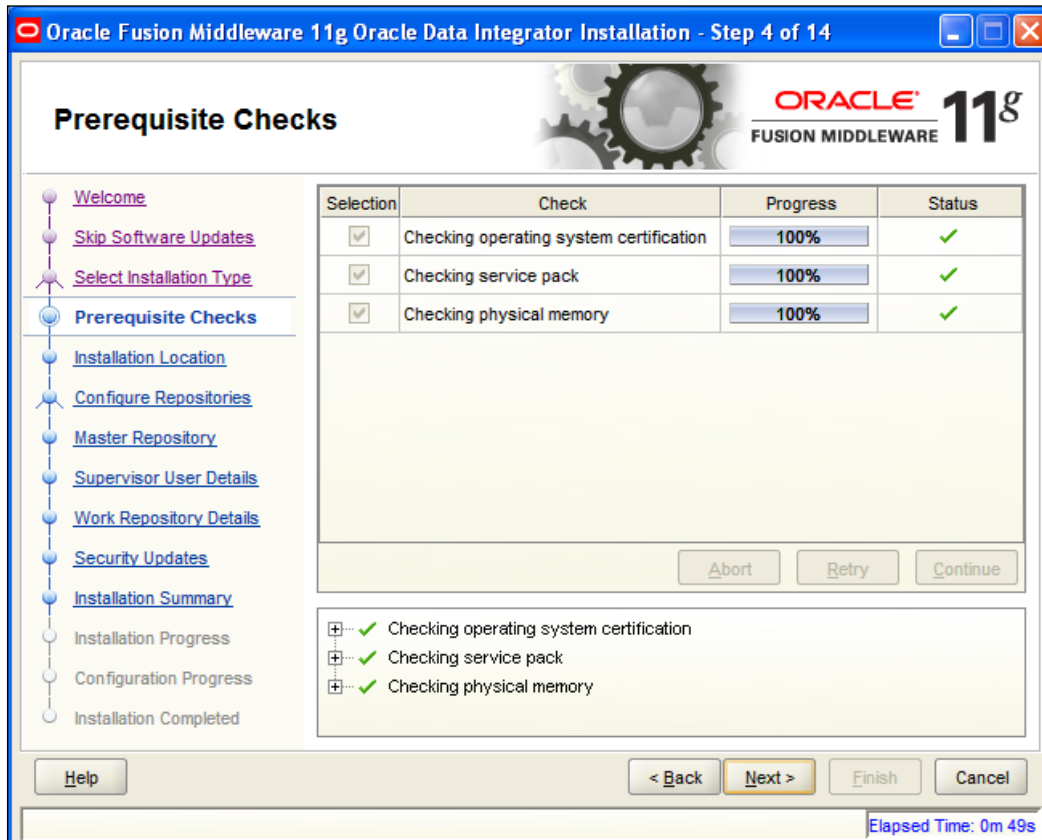 Oracle Fusion Middleware 11g Oracle Data Integrator Installation - Step 4 of 14
Prerequisite Checks
ORACLE
FUSION MIDDLEWARE 11g
Welcome
Skip Software Updates
Select Installation Type
Prerequisite Checks
Installation Location
Configure Repositories
Master Repository
Supervisor User Details
Work Repository Details
Security Updates
Installation Summary
Installation Progress
Configuration Progress
Installation Completed
Selection Check Progress Status
Checking operating system certification 100%
Checking service pack 100%
Checking physical memory 100%
Abort Retry Continue
Checking operating system certification
Checking service pack
Checking physical memory
Help < Back Next > Finish Cancel
Elapsed Time: 0m 49s